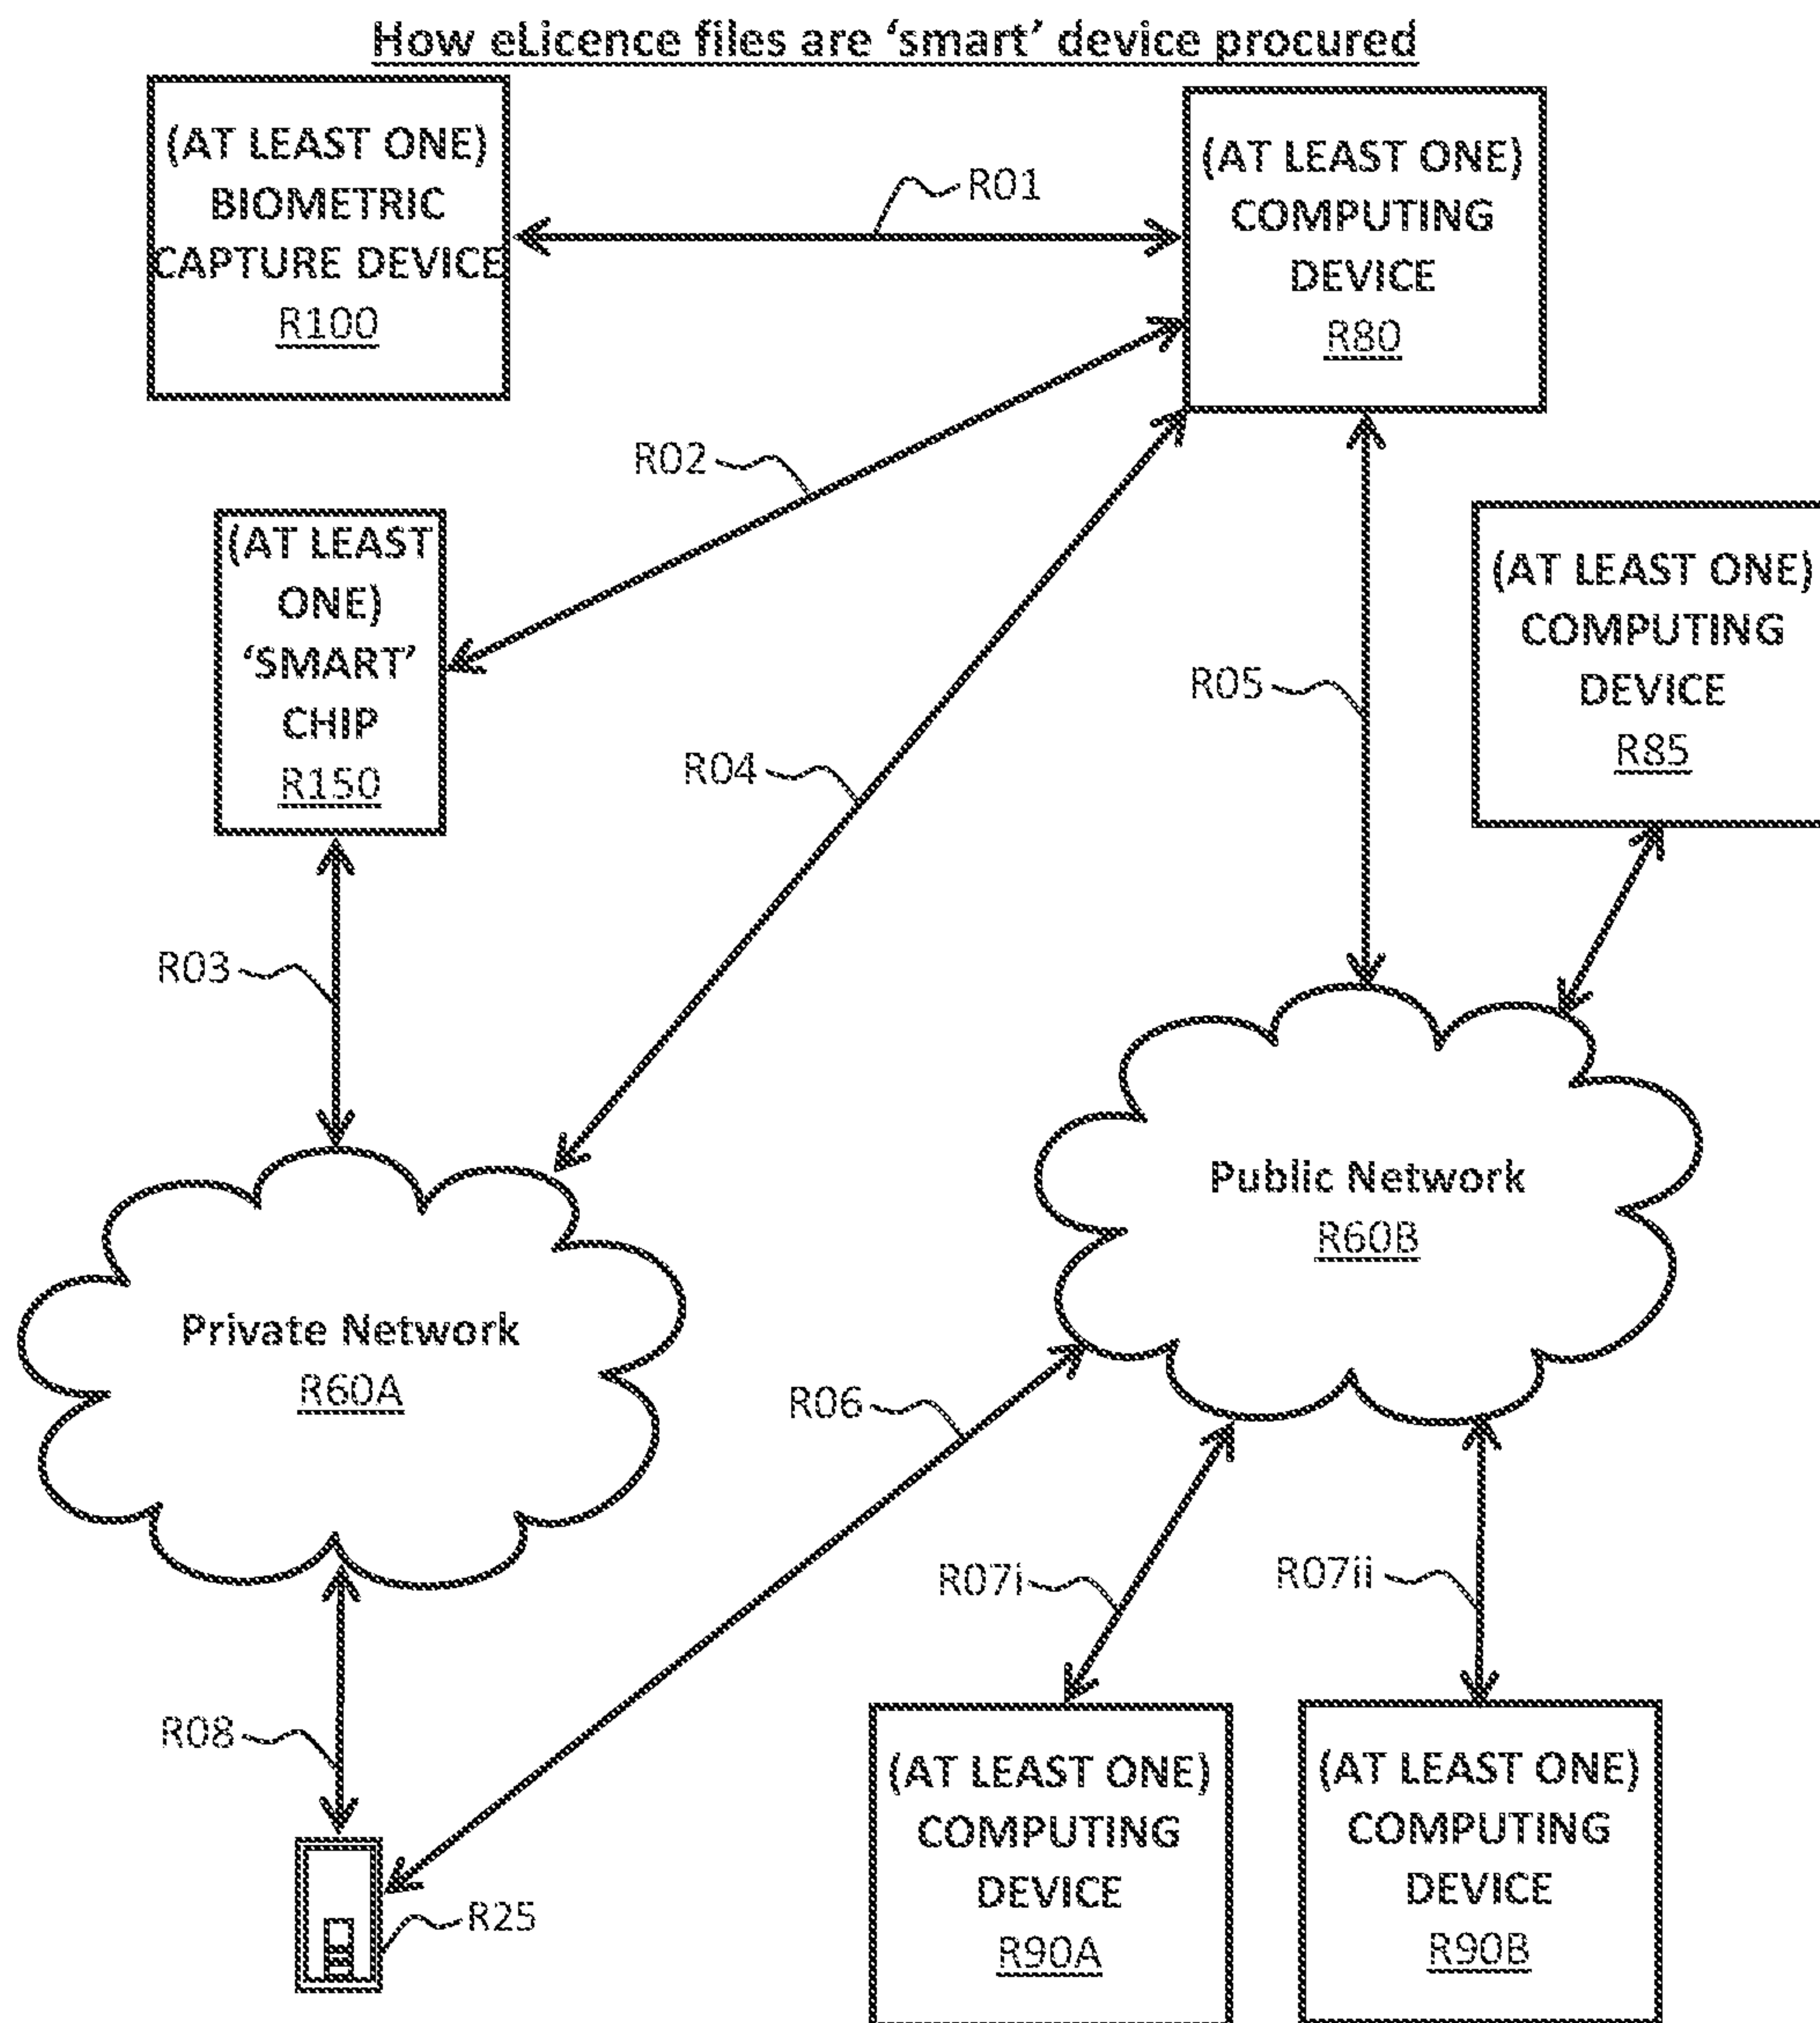 How eLicence files are ‘smart’ device procured
(AT LEAST ONE)
BIOMETRIC
CAPTURE DEVICE
R100
R01
(AT LEAST ONE)
COMPUTING
DEVICE
R80
R02
(AT LEAST
ONE)
‘SMART’
CHIP
R150
R04
R05
(AT LEAST ONE)
COMPUTING
DEVICE
R85
R03
Public Network
R60B
Private Network
R60A
R06
R07i
R07ii
R08
R25
(AT LEAST ONE)
COMPUTING
DEVICE
R90A
(AT LEAST ONE)
COMPUTING
DEVICE
R90B